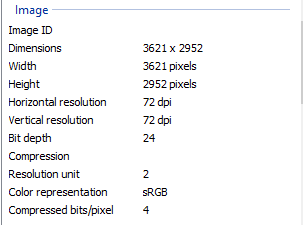 Image
Image ID
Dimensions 3621 x 2952
Width 3621 pixels
Height 2952 pixels
Horizontal resolution 72 dpi
Vertical resolution 72 dpi
Bit depth 24
Compression
Resolution unit 2
Color representation sRGB
Compressed bits/pixel 4